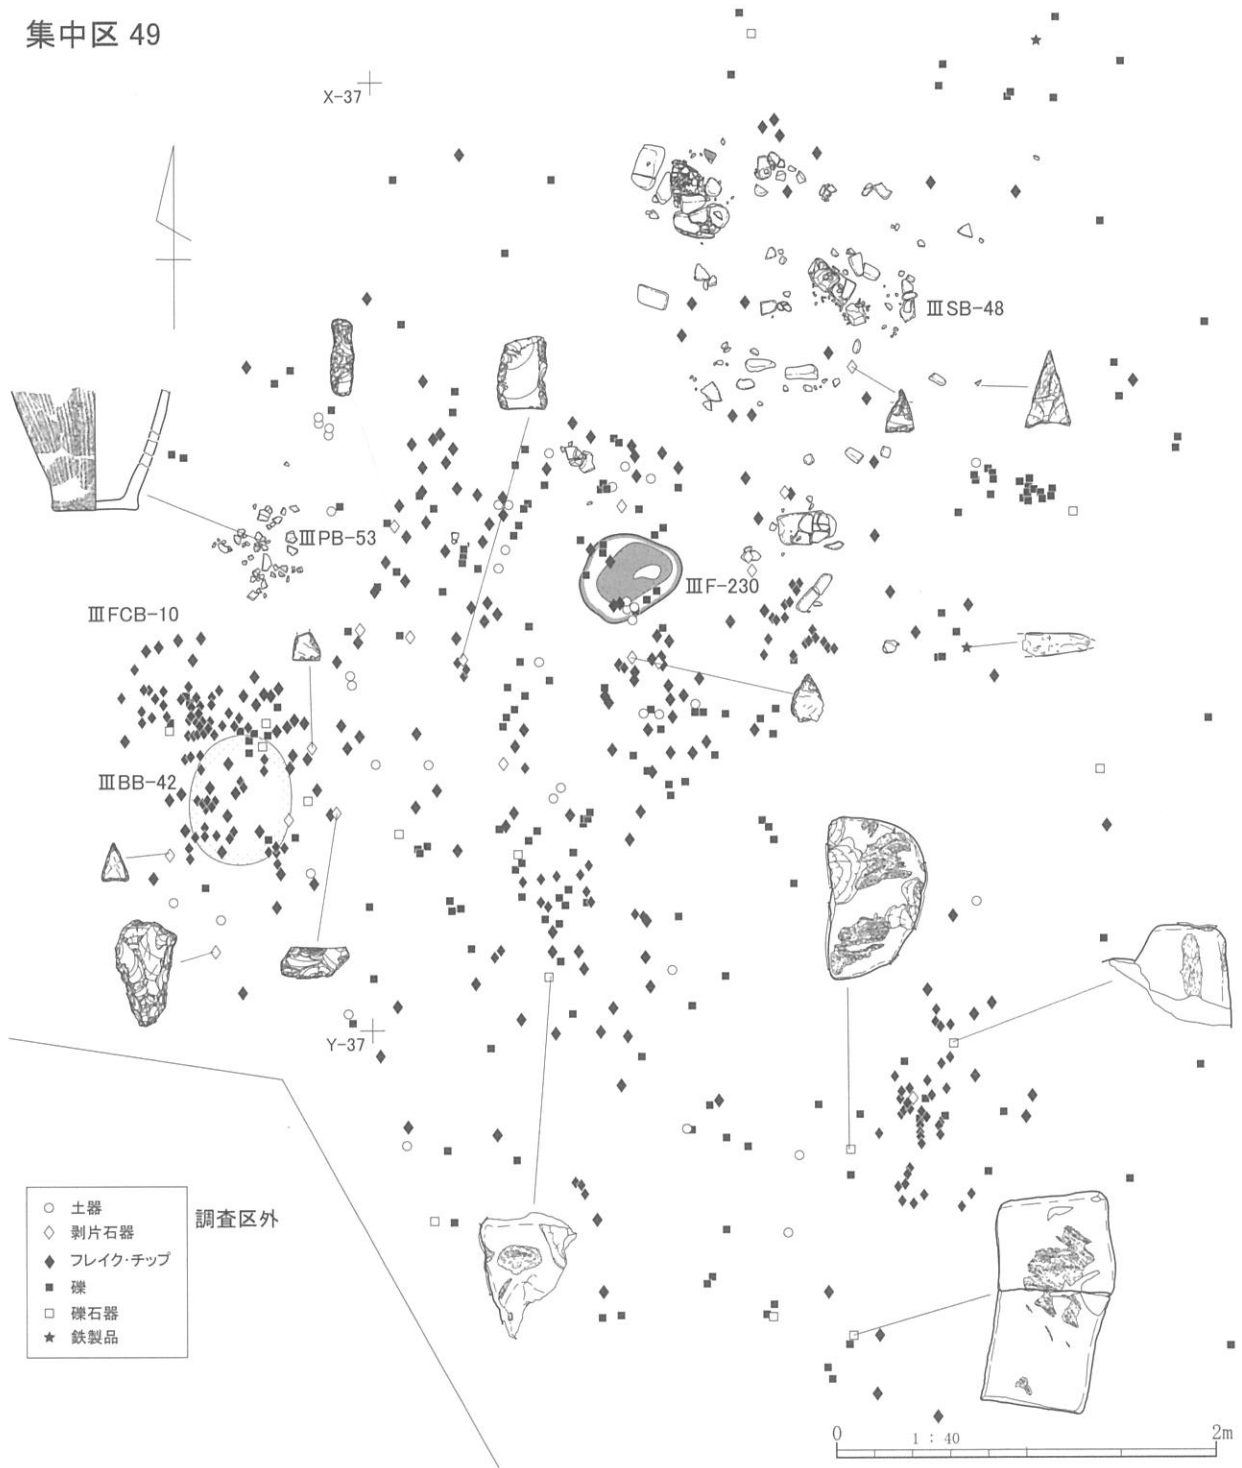 集中区 49
X-37
ⅢSB-48
ⅢPB-53
ⅢF-230
ⅢFCB-10
ⅢBB-42
Y-37
土器
剥片石器
フレイク・チップ
礫
礫石器
鉄製品
調査区外
0 1 : 40 2m